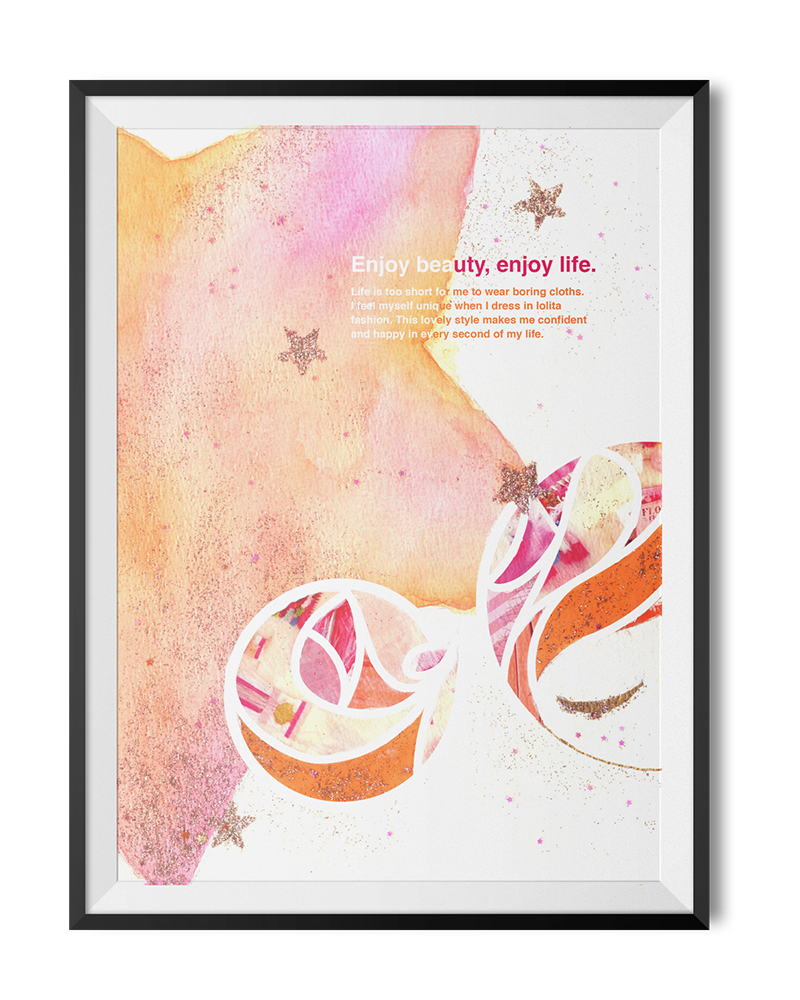 Enjoy beauty, enjoy life.
Life is too short for me to wear boring cloths.
I feel myself unique when I dress in lolita
fashion. This lovely style makes me confident
and happy in every second of my life.